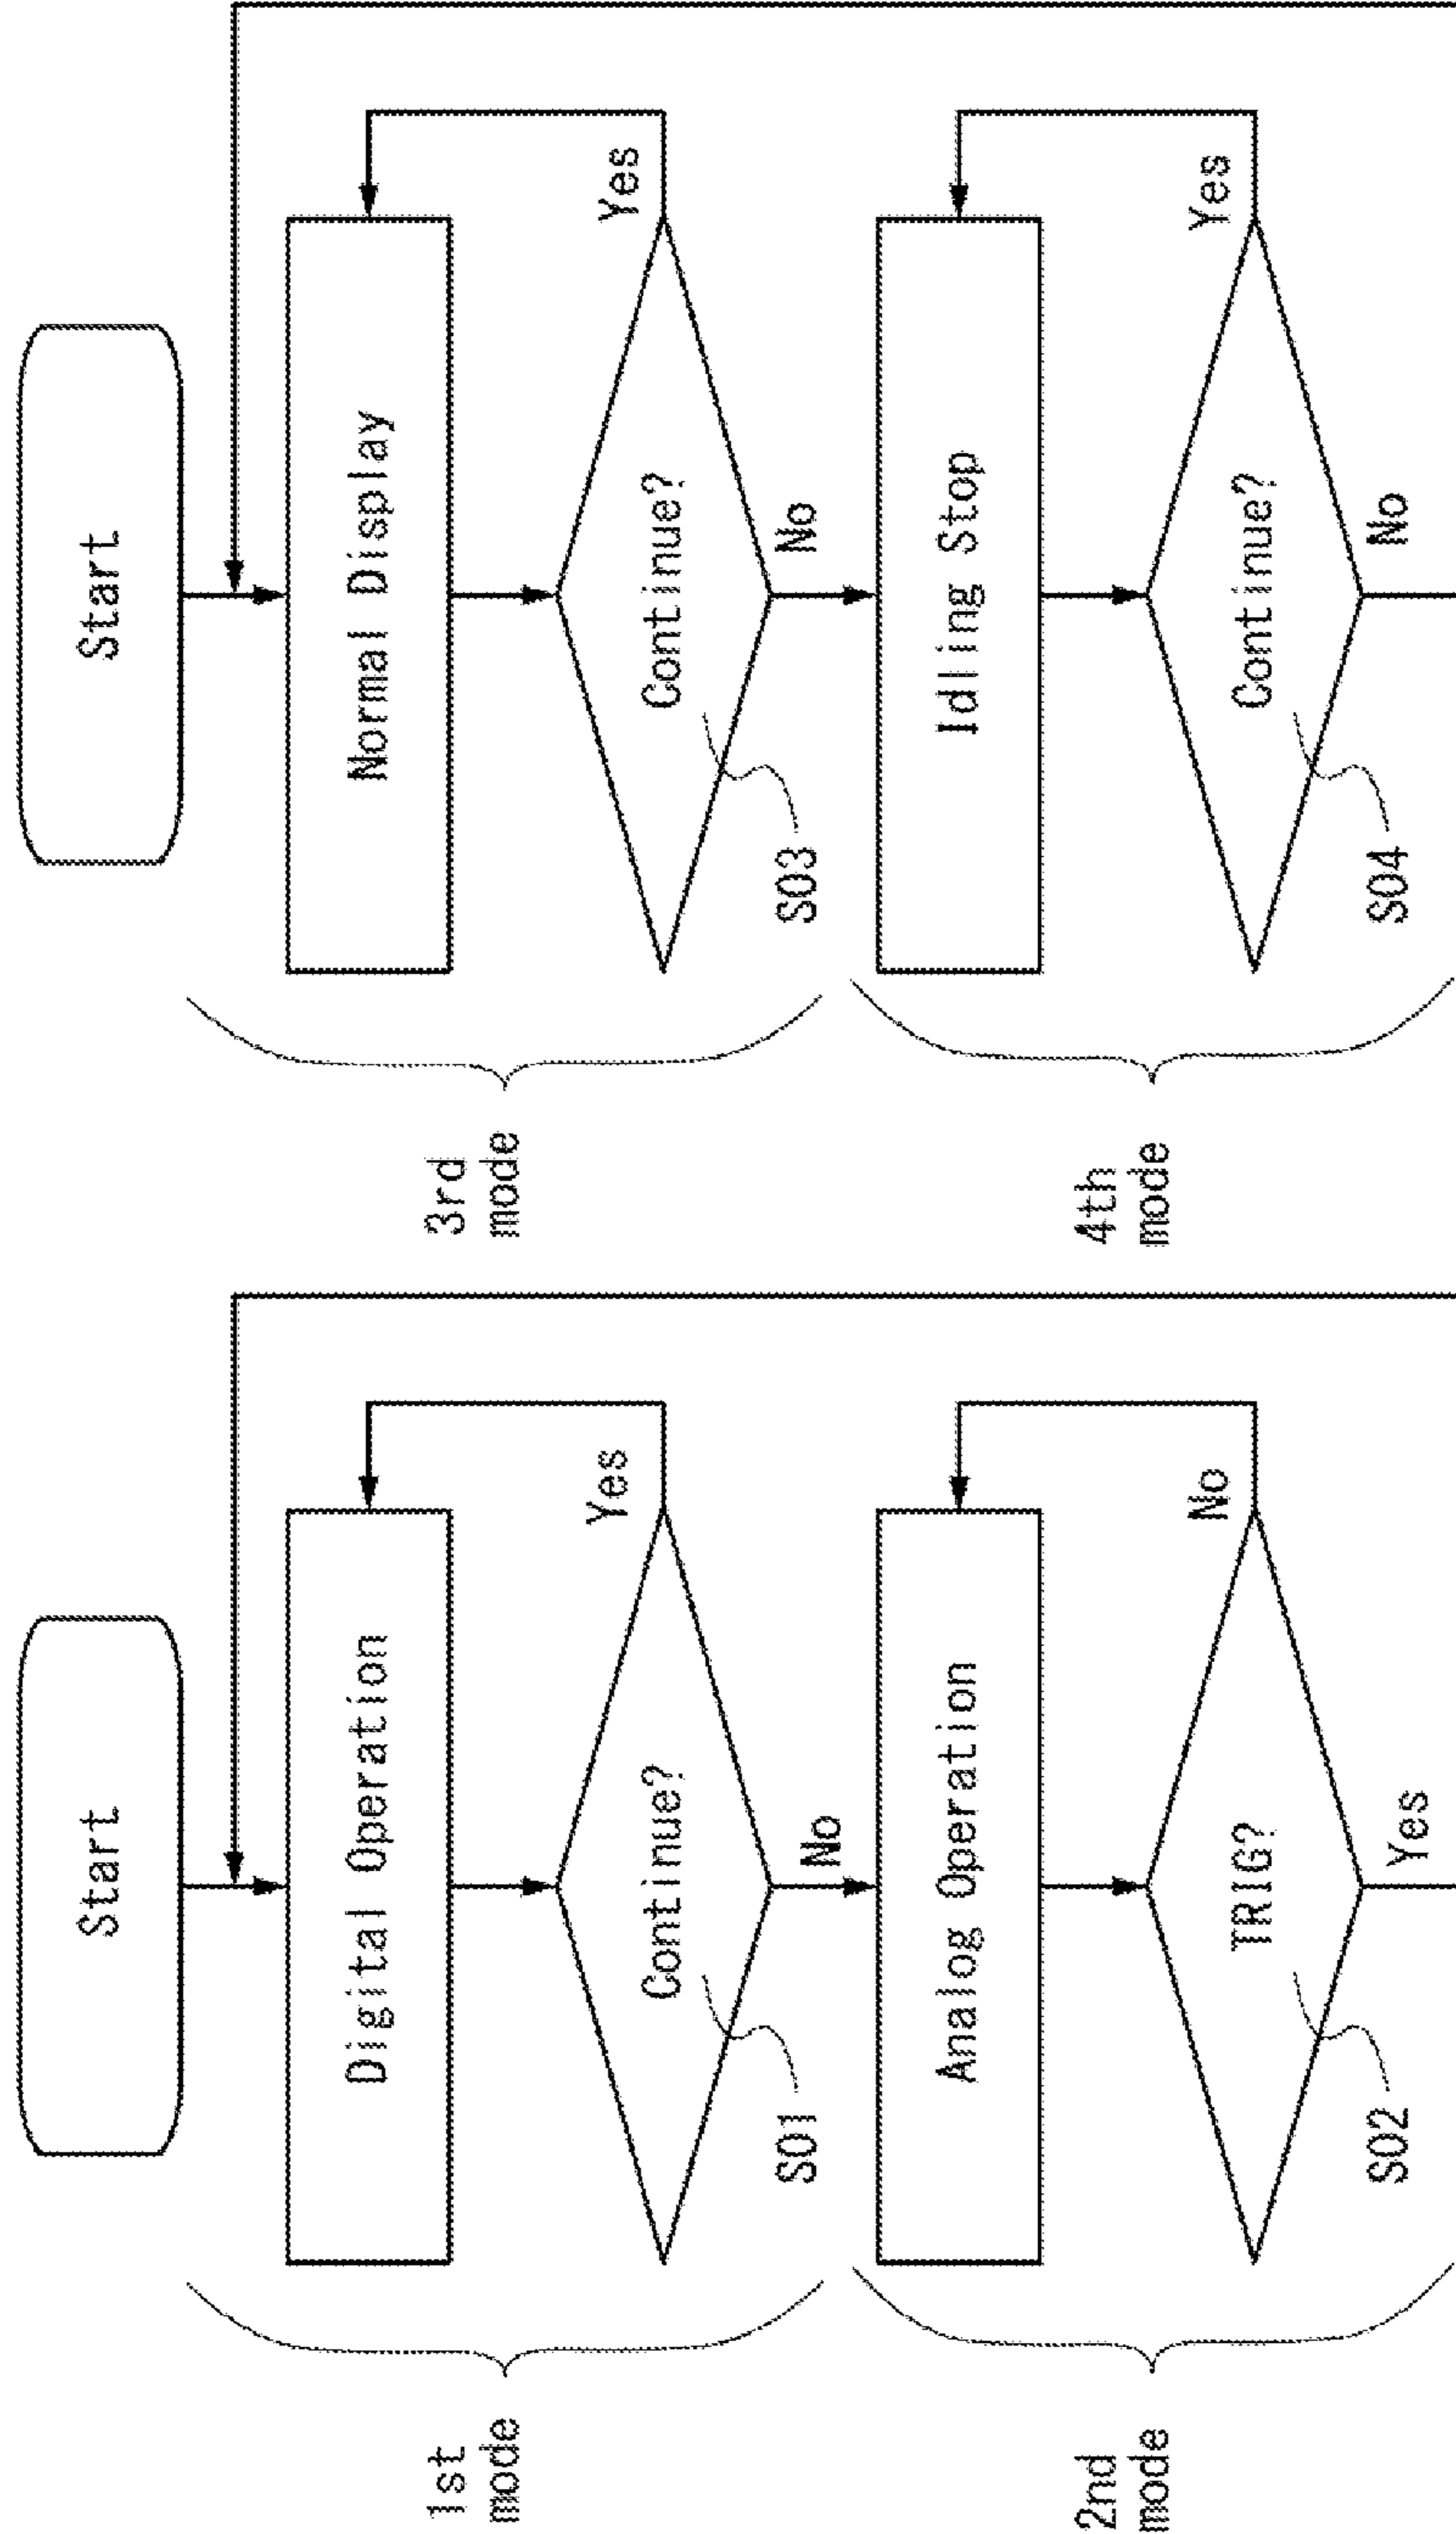 Start
Digital Operation
1st
mode
Yes
Continue?
S01
No
Analog Operation
2nd
mode
No
TRIG?
S02
Yes
Start
Normal Display
3rd
mode
Yes
Continue?
S03
No
Idling Stop
4th
mode
Yes
Continue?
S04
No